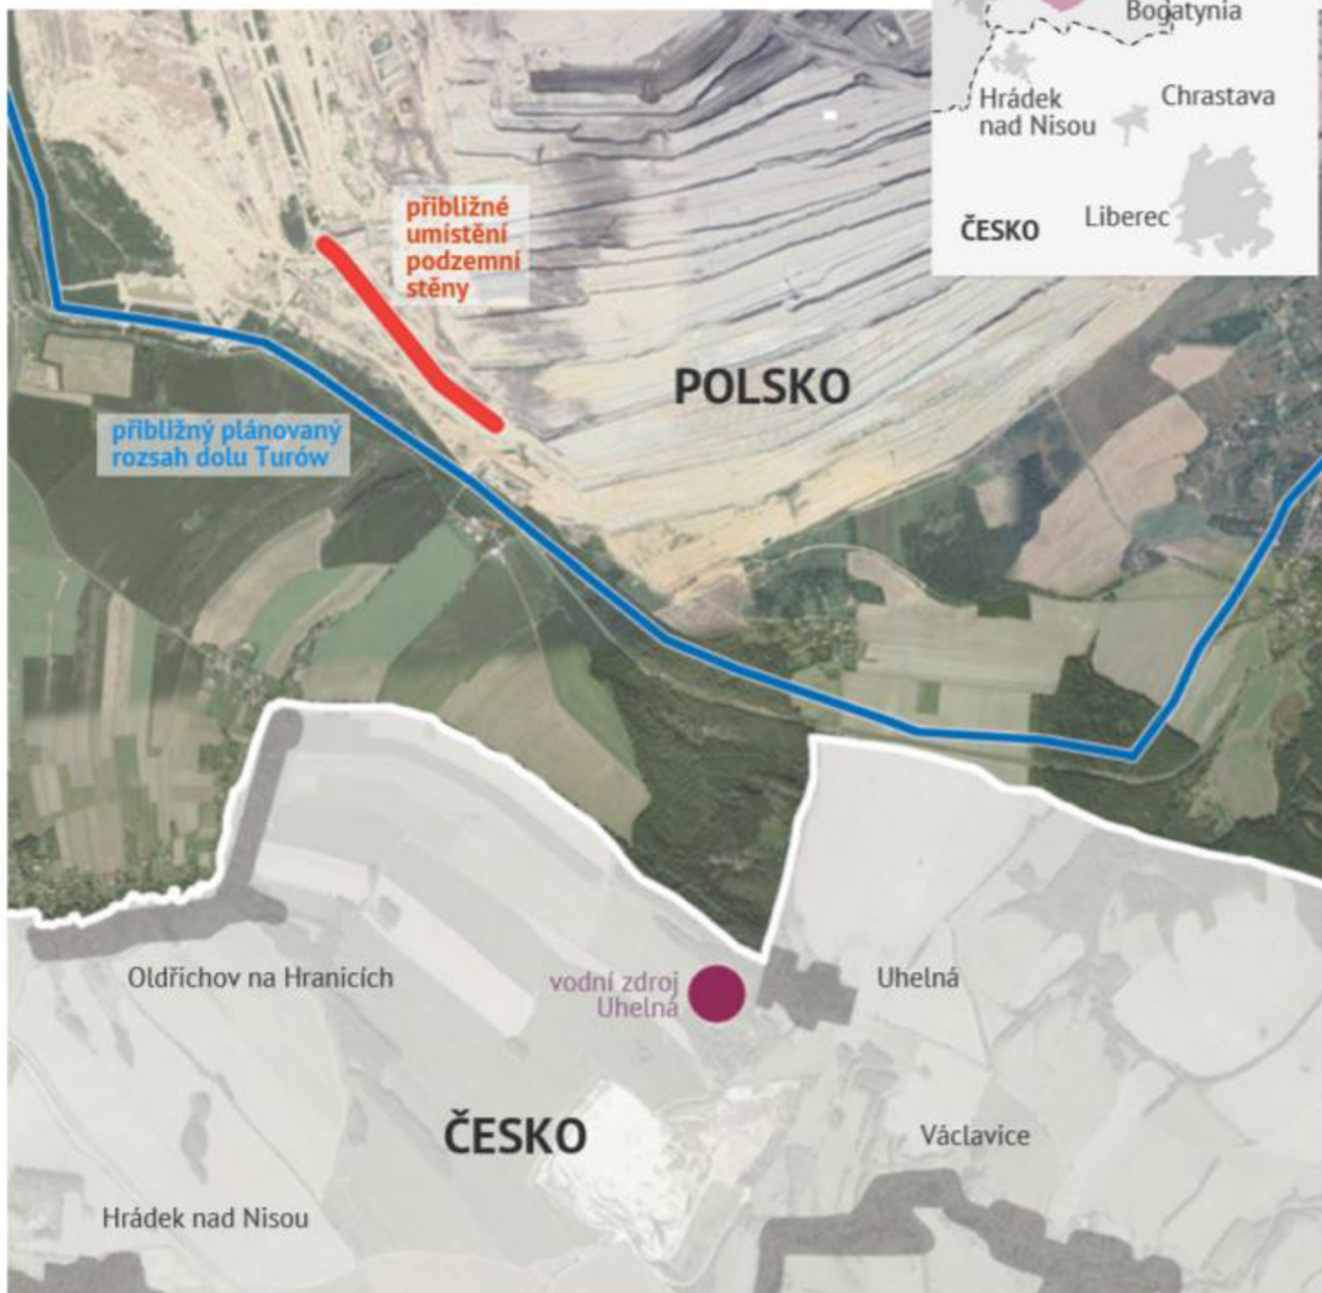 Bogatynia
Hrádek
nad Nisou
Chrastava
Liberec
ČESKO
přibližné
umístění
podzemní
stěny
POLSKO
přibližný plánovaný
rozsah dolu Turów
Oldřichov na Hranicích
vodní zdroj
Uhelná
Uhelná
ČESKO
Václavice
Hrádek nad Nisou